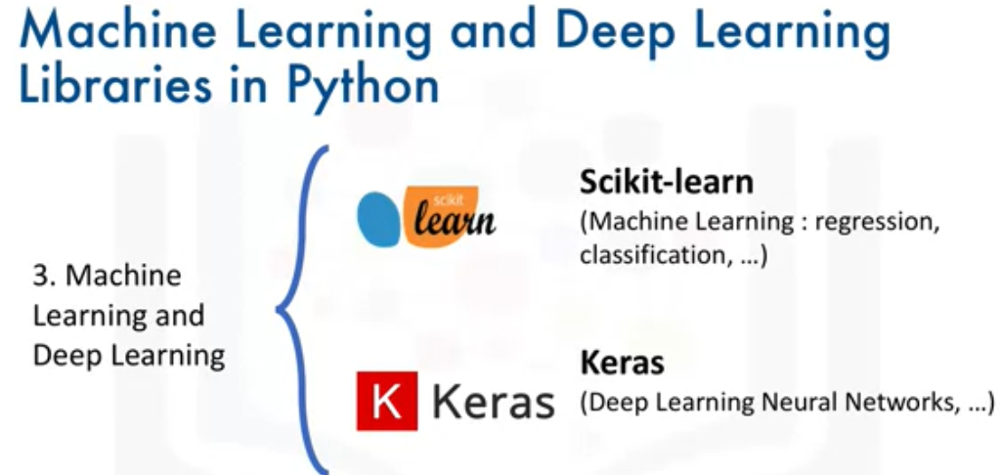 Machine Learning and Deep Learning
Libraries in Python
3. Machine
Learning and
Deep Learning
scikit
learn
Scikit-learn
(Machine Learning : regression,
classification, ...)
K Keras
Keras
(Deep Learning Neural Networks, ...)